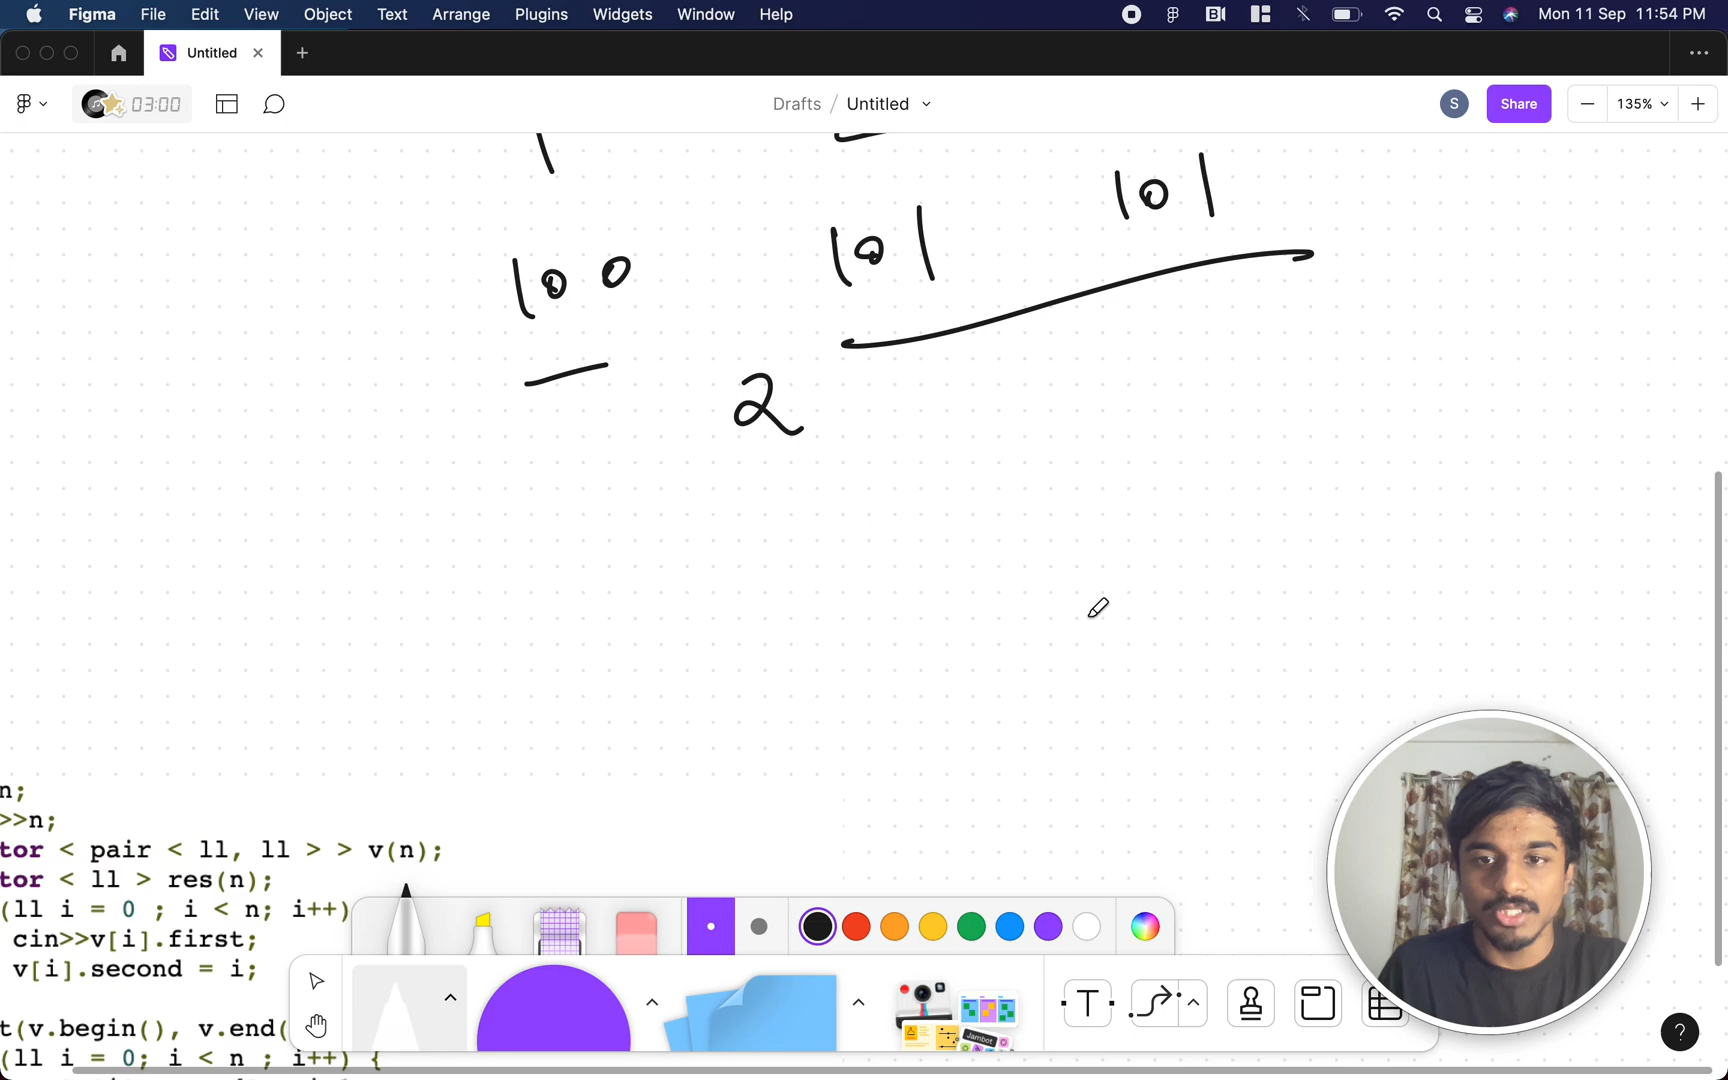 Figma File Edit View Object Text Arrange Plugins Widgets Window Help Mon 11 Sep 11:54 PM
Untitled
03:00 Drafts / Untitled S Share 135%
101
101
100
2
n;
>>n;
tor < pair < ll, ll > > v(n);
tor < ll > res(n);
(ll i = 0 ; i < n; i++)
cin>>v[i].first;
v[i].second = i;
t(v.begin(), v.end(
(ll i = 0; i < n ; i++) {
Jambot
T
?